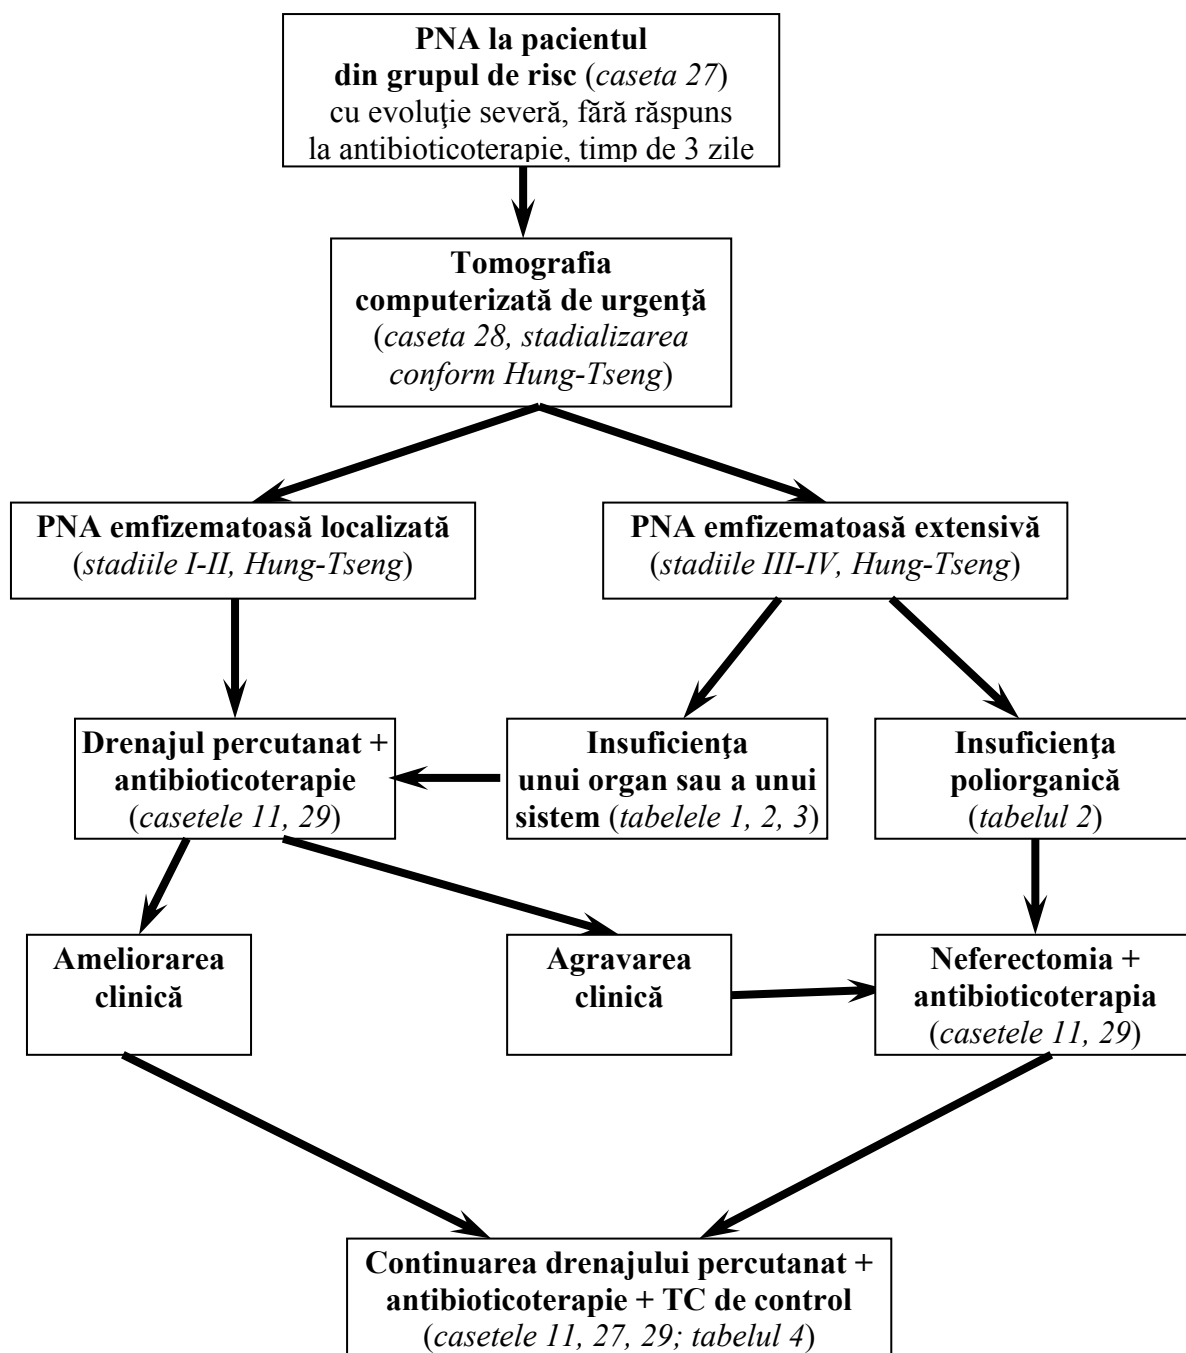 PNA la pacientul
din grupul de risc (caseta 27)
cu evoluţie severă, fără răspuns
la antibioticoterapie, timp de 3 zile
Tomografia
computerizată de urgenţă
(caseta 28, stadializarea
conform Hung-Tseng)
PNA emfizematoasă localizată
(stadiile I-II, Hung-Tseng)
PNA emfizematoasă extensivă
(stadiile III-IV, Hung-Tseng)
Drenajul percutanat +
antibioticoterapie
(casetele 11, 29)
Insuficienţa
unui organ sau a unui
sistem (tabelele 1, 2, 3)
Insuficienţa
poliorganică
(tabelul 2)
Ameliorarea
clinică
Agravarea
clinică
Neferectomia +
antibioticoterapia
(casetele 11, 29)
Continuarea drenajului percutanat +
antibioticoterapie + TC de control
(casetele 11, 27, 29; tabelul 4)